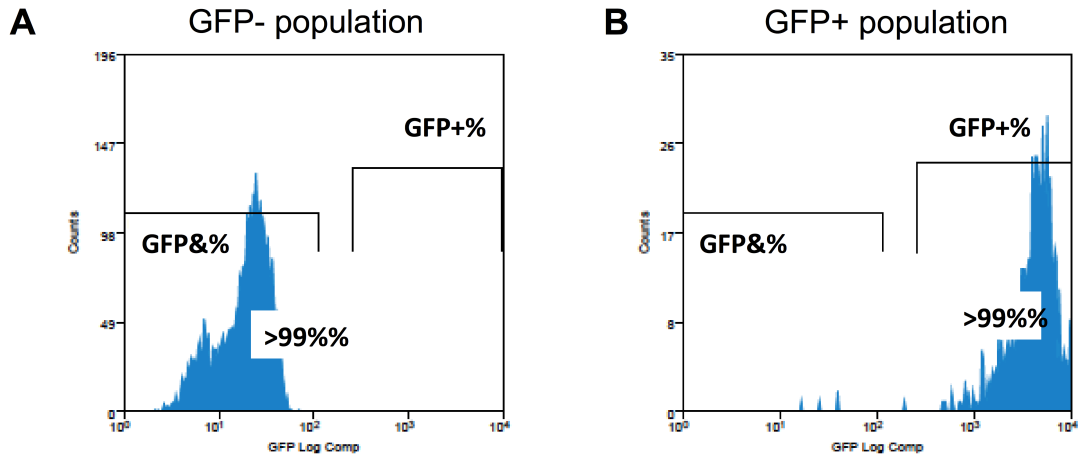 A
GFP- population
196
147
98
49
0
Counts
GFP+%
GFP&%
>99%%
10⁰ 10¹ 10² 10³ 10⁴
GFP Log Comp
B
GFP+ population
35
26
17
8
0
Counts
GFP+%
GFP&%
>99%%
10⁰ 10¹ 10² 10³ 10⁴
GFP Log Comp